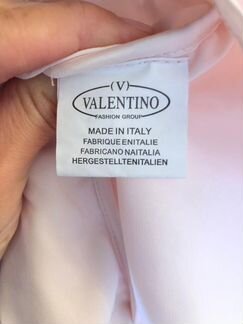 (V)
VALENTINO
FASHION GROUP
MADE IN ITALY
FABRIQUE ENITALIE
FABRICANO NAITALIA
HERGESTELLTENITALIEN